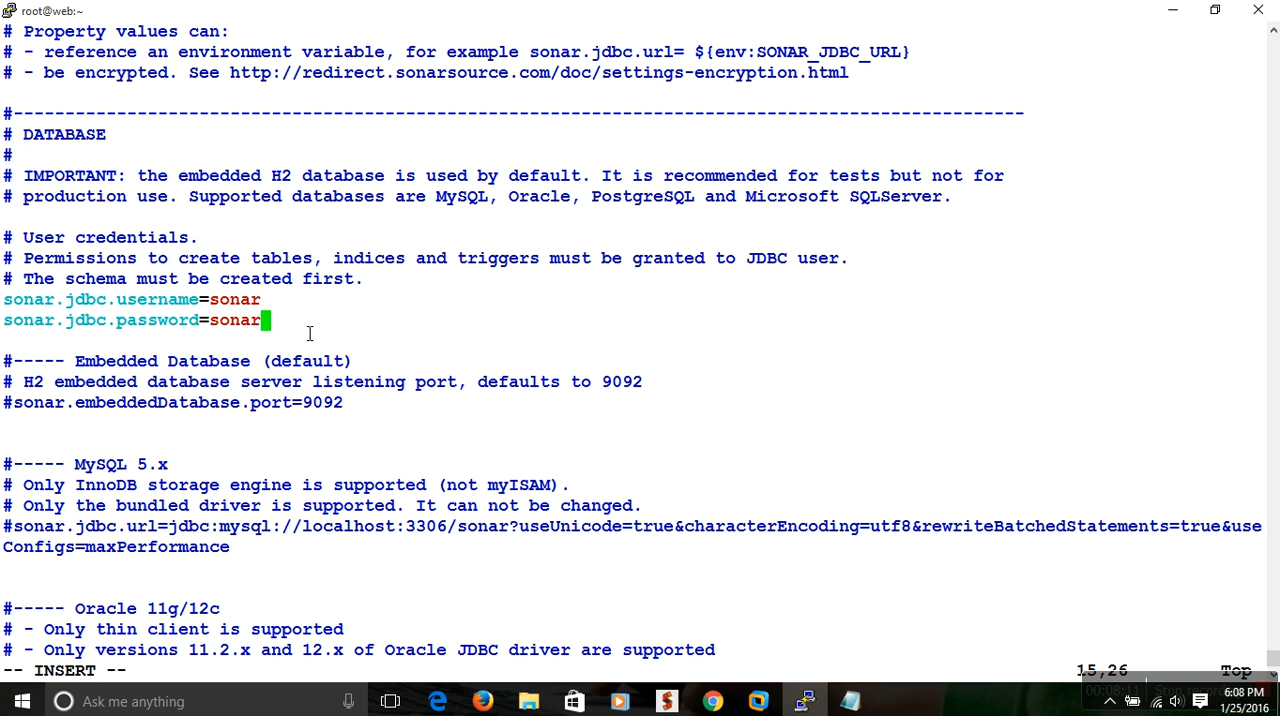 root@web:~
# Property values can:
# - reference an environment variable, for example sonar.jdbc.url= ${env:SONAR_JDBC_URL}
# - be encrypted. See http://redirect.sonarsource.com/doc/settings-encryption.html
#--------------------------------------------------------------------------------------------------
# DATABASE
#
# IMPORTANT: the embedded H2 database is used by default. It is recommended for tests but not for
# production use. Supported databases are MySQL, Oracle, PostgreSQL and Microsoft SQLServer.
# User credentials.
# Permissions to create tables, indices and triggers must be granted to JDBC user.
# The schema must be created first.
sonar.jdbc.username=sonar
sonar.jdbc.password=sonar
#----- Embedded Database (default)
# H2 embedded database server listening port, defaults to 9092
#sonar.embeddedDatabase.port=9092
#----- MySQL 5.x
# Only InnoDB storage engine is supported (not myISAM).
# Only the bundled driver is supported. It can not be changed.
#sonar.jdbc.url=jdbc:mysql://localhost:3306/sonar?useUnicode=true&characterEncoding=utf8&rewriteBatchedStatements=true&use
Configs=maxPerformance
#----- Oracle 11g/12c
# - Only thin client is supported
# - Only versions 11.2.x and 12.x of Oracle JDBC driver are supported
-- INSERT -- 15,26 Top
Ask me anything
00:08:11 Stop recording
6:08 PM
1/25/2016